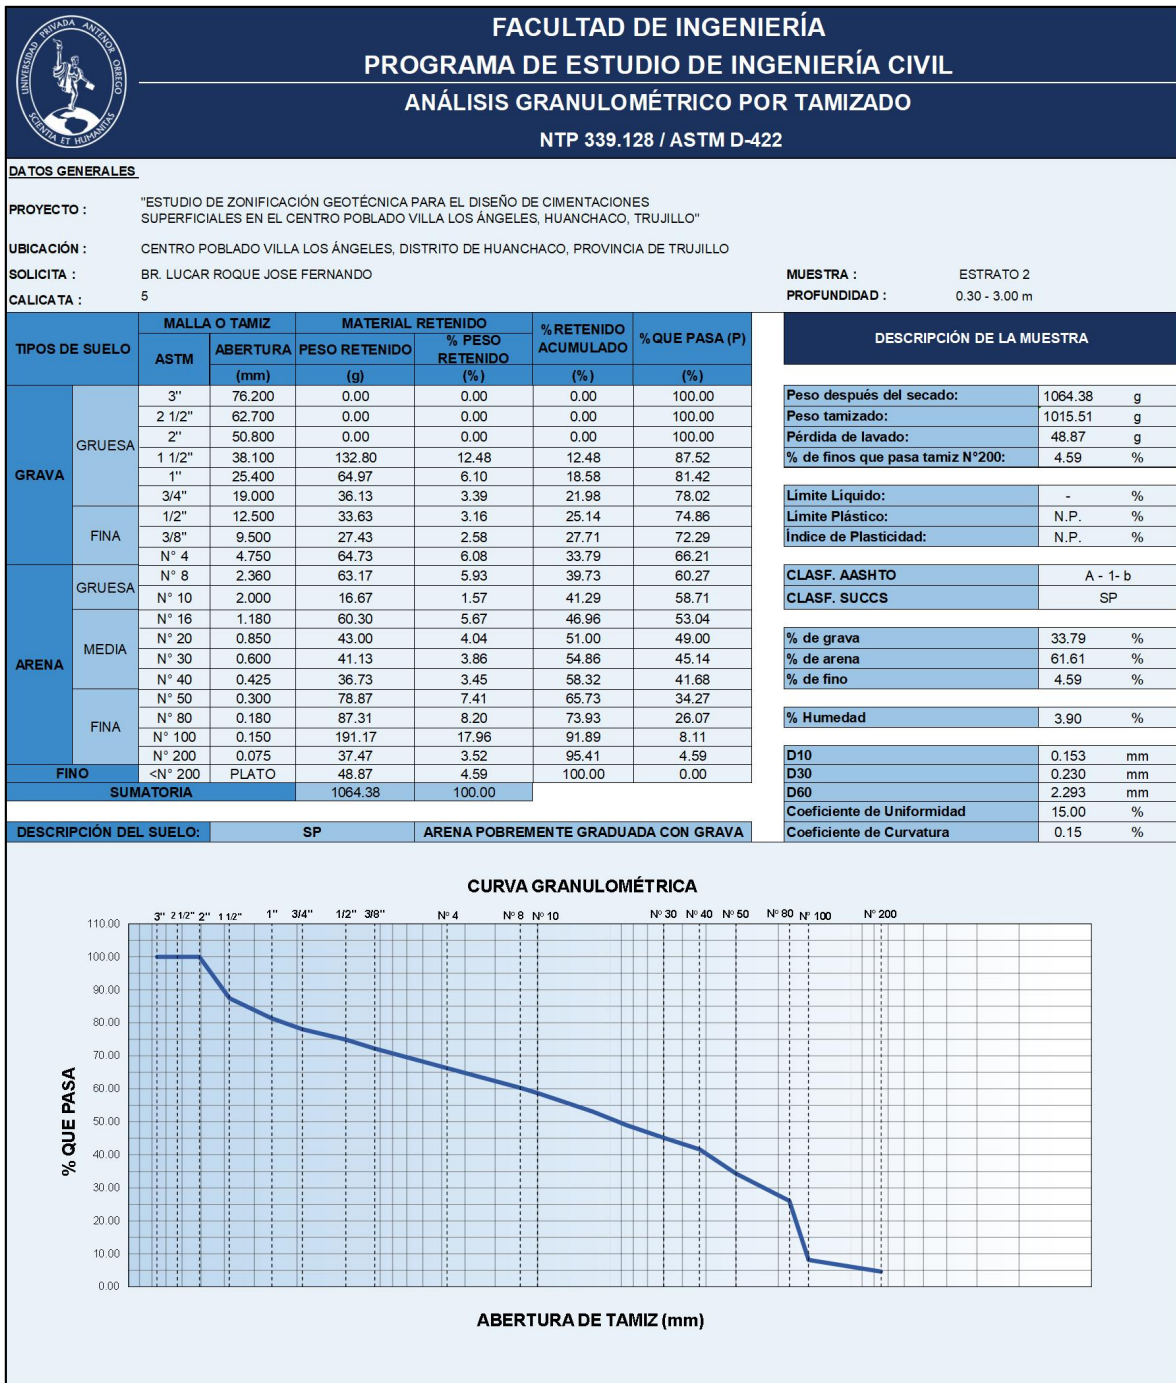 UNIVERSIDAD PRIVADA ANTENOR ORREGO
SCIENTIA ET HUMANITAS
FACULTAD DE INGENIERÍA
PROGRAMA DE ESTUDIO DE INGENIERÍA CIVIL
ANÁLISIS GRANULOMÉTRICO POR TAMIZADO
NTP 339.128 / ASTM D-422
DATOS GENERALES
PROYECTO : "ESTUDIO DE ZONIFICACIÓN GEOTÉCNICA PARA EL DISEÑO DE CIMENTACIONES
SUPERFICIALES EN EL CENTRO POBLADO VILLA LOS ÁNGELES, HUANCHACO, TRUJILLO"
UBICACIÓN : CENTRO POBLADO VILLA LOS ÁNGELES, DISTRITO DE HUANCHACO, PROVINCIA DE TRUJILLO
SOLICITA : BR. LUCAR ROQUE JOSE FERNANDO
CALICATA : 5
MUESTRA : ESTRATO 2
PROFUNDIDAD : 0.30 - 3.00 m
TIPOS DE SUELO MALLA O TAMIZ MATERIAL RETENIDO %RETENIDO ACUMULADO %QUE PASA (P)
ASTM ABERTURA PESO RETENIDO % PESO RETENIDO
(mm) (g) (%) (%) (%)
GRAVA
GRUESA
3" 76.200 0.00 0.00 0.00 100.00
2 1/2" 62.700 0.00 0.00 0.00 100.00
2" 50.800 0.00 0.00 0.00 100.00
1 1/2" 38.100 132.80 12.48 12.48 87.52
1" 25.400 64.97 6.10 18.58 81.42
3/4" 19.000 36.13 3.39 21.98 78.02
FINA
1/2" 12.500 33.63 3.16 25.14 74.86
3/8" 9.500 27.43 2.58 27.71 72.29
N° 4 4.750 64.73 6.08 33.79 66.21
ARENA
GRUESA
N° 8 2.360 63.17 5.93 39.73 60.27
N° 10 2.000 16.67 1.57 41.29 58.71
MEDIA
N° 16 1.180 60.30 5.67 46.96 53.04
N° 20 0.850 43.00 4.04 51.00 49.00
N° 30 0.600 41.13 3.86 54.86 45.14
N° 40 0.425 36.73 3.45 58.32 41.68
FINA
N° 50 0.300 78.87 7.41 65.73 34.27
N° 80 0.180 87.31 8.20 73.93 26.07
N° 100 0.150 191.17 17.96 91.89 8.11
N° 200 0.075 37.47 3.52 95.41 4.59
FINO <N° 200 PLATO 48.87 4.59 100.00 0.00
SUMATORIA 1064.38 100.00
DESCRIPCIÓN DEL SUELO: SP ARENA POBREMENTE GRADUADA CON GRAVA
DESCRIPCIÓN DE LA MUESTRA
Peso después del secado: 1064.38 g
Peso tamizado: 1015.51 g
Pérdida de lavado: 48.87 g
% de finos que pasa tamiz N°200: 4.59 %
Límite Líquido: - %
Límite Plástico: N.P. %
Índice de Plasticidad: N.P. %
CLASF. AASHTO A - 1- b
CLASF. SUCCS SP
% de grava 33.79 %
% de arena 61.61 %
% de fino 4.59 %
% Humedad 3.90 %
D10 0.153 mm
D30 0.230 mm
D60 2.293 mm
Coeficiente de Uniformidad 15.00 %
Coeficiente de Curvatura 0.15 %
CURVA GRANULOMÉTRICA
3" 2 1/2" 2" 1 1/2" 1" 3/4" 1/2" 3/8" Nº 4 Nº 8 Nº 10 Nº 30 Nº 40 Nº 50 Nº 80 N° 100 N° 200
110.00
100.00
90.00
80.00
70.00
60.00
50.00
40.00
30.00
20.00
10.00
0.00
% QUE PASA
ABERTURA DE TAMIZ (mm)